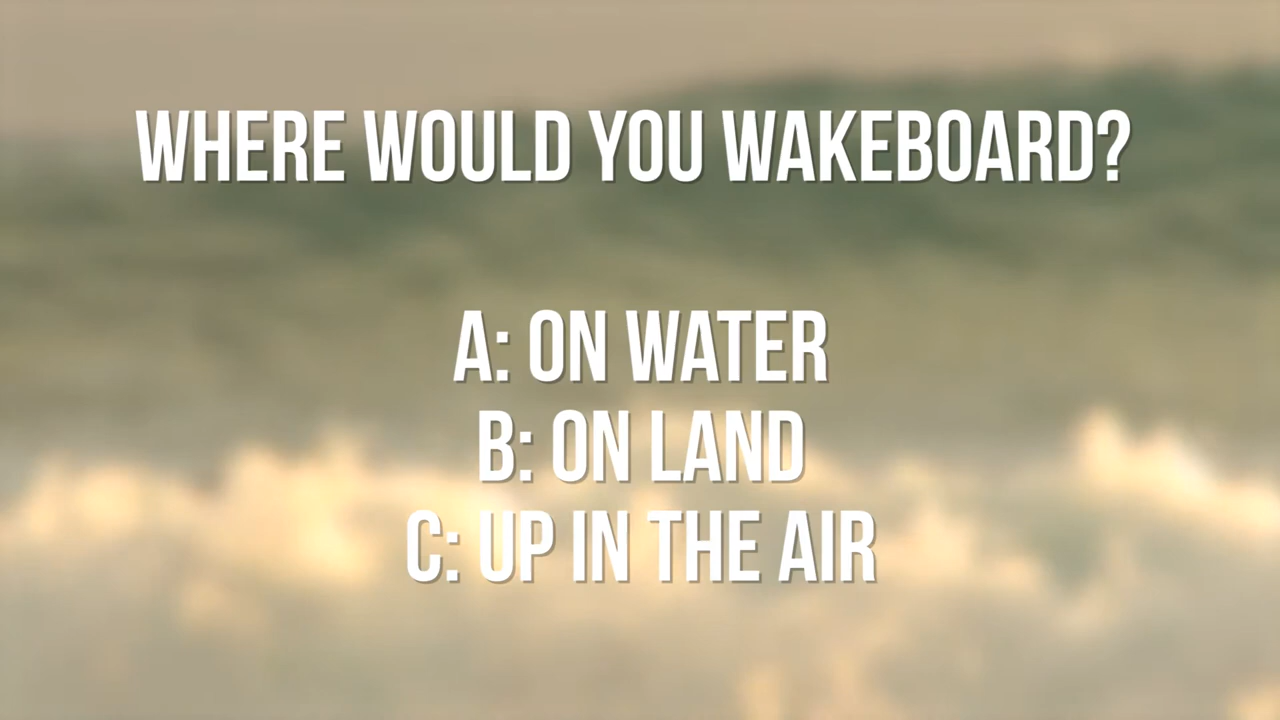 WHERE WOULD YOU WAKEBOARD?
A: ON WATER
B: ON LAND
C: UP IN THE AIR